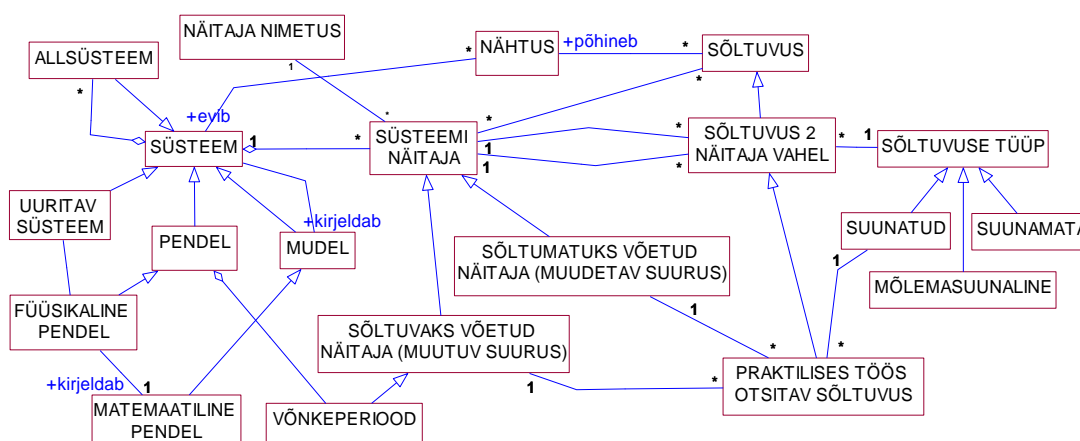 NÄITAJA NIMETUS
ALLSÜSTEEM
NÄHTUS
+põhineb
SÕLTUVUS
*
*
*
1
*
*
+evib
*
*
SÜSTEEM
1
*
SÜSTEEMI
NÄITAJA
1
1
*
*
SÕLTUVUS 2
NÄITAJA VAHEL
*
1
SÕLTUVUSE TÜÜP
UURITAV
SÜSTEEM
+kirjeldab
PENDEL
MUDEL
SÕLTUMATUKS VÕETUD
NÄITAJA (MUUDETAV SUURUS)
SUUNATUD
SUUNAMATA
1
MÕLEMASUUNALINE
FÜÜSIKALINE
PENDEL
SÕLTUVAKS VÕETUD
NÄITAJA (MUUTUV SUURUS)
1
*
*
+kirjeldab
1
1
*
PRAKTILISES TÖÖS
OTSITAV SÕLTUVUS
MATEMAATILINE
PENDEL
VÕNKEPERIOOD